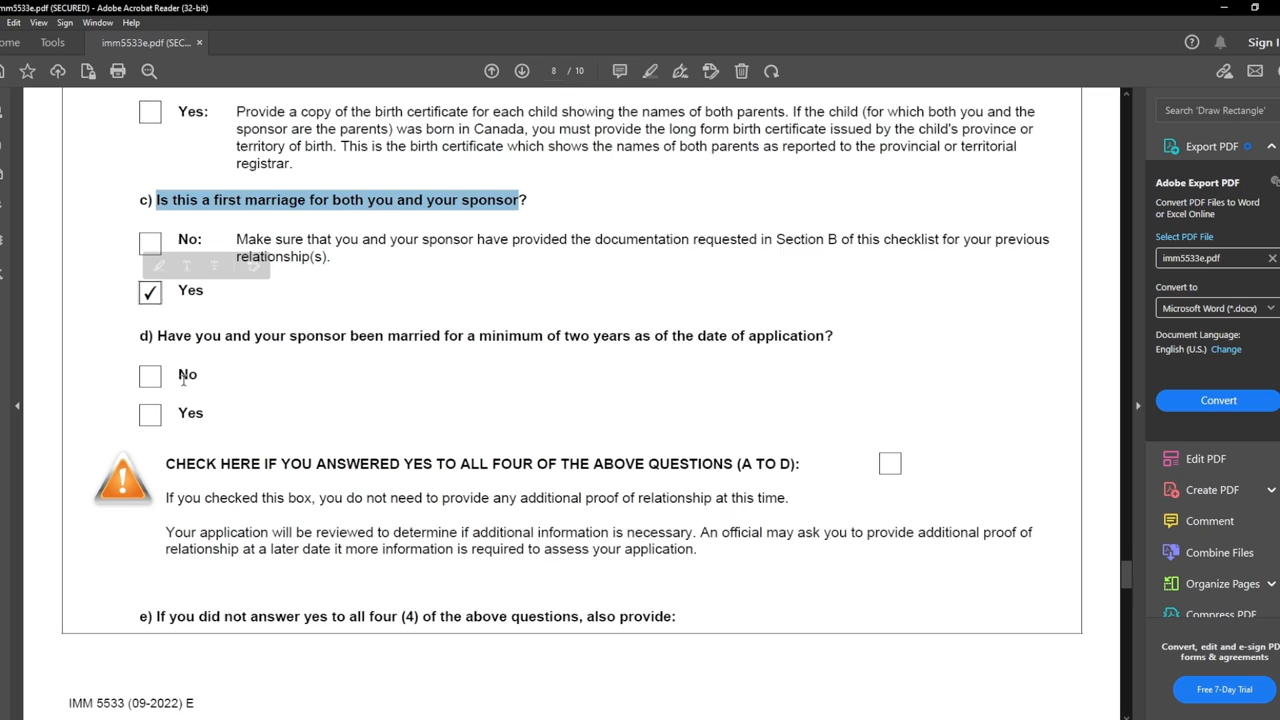 imm5533e.pdf (SECURED) - Adobe Acrobat Reader (32-bit)
Edit View Sign Window Help
ome Tools imm5533e.pdf (SEC... × Sign I
8 / 10
Yes: Provide a copy of the birth certificate for each child showing the names of both parents. If the child (for which both you and the
sponsor are the parents) was born in Canada, you must provide the long form birth certificate issued by the child's province or
territory of birth. This is the birth certificate which shows the names of both parents as reported to the provincial or territorial
registrar.
c) Is this a first marriage for both you and your sponsor?
No: Make sure that you and your sponsor have provided the documentation requested in Section B of this checklist for your previous
relationship(s).
Yes
d) Have you and your sponsor been married for a minimum of two years as of the date of application?
No
Yes
CHECK HERE IF YOU ANSWERED YES TO ALL FOUR OF THE ABOVE QUESTIONS (A TO D):
If you checked this box, you do not need to provide any additional proof of relationship at this time.
Your application will be reviewed to determine if additional information is necessary. An official may ask you to provide additional proof of
relationship at a later date it more information is required to assess your application.
e) If you did not answer yes to all four (4) of the above questions, also provide:
IMM 5533 (09-2022) E
Search 'Draw Rectangle'
Export PDF
Adobe Export PDF
Convert PDF Files to Word
or Excel Online
Select PDF File
imm5533e.pdf
Convert to
Microsoft Word (*.docx)
Document Language:
English (U.S.) Change
Convert
Edit PDF
Create PDF
Comment
Combine Files
Organize Pages
Compress PDF
Convert, edit and e-sign PD
forms & agreements
Free 7-Day Trial